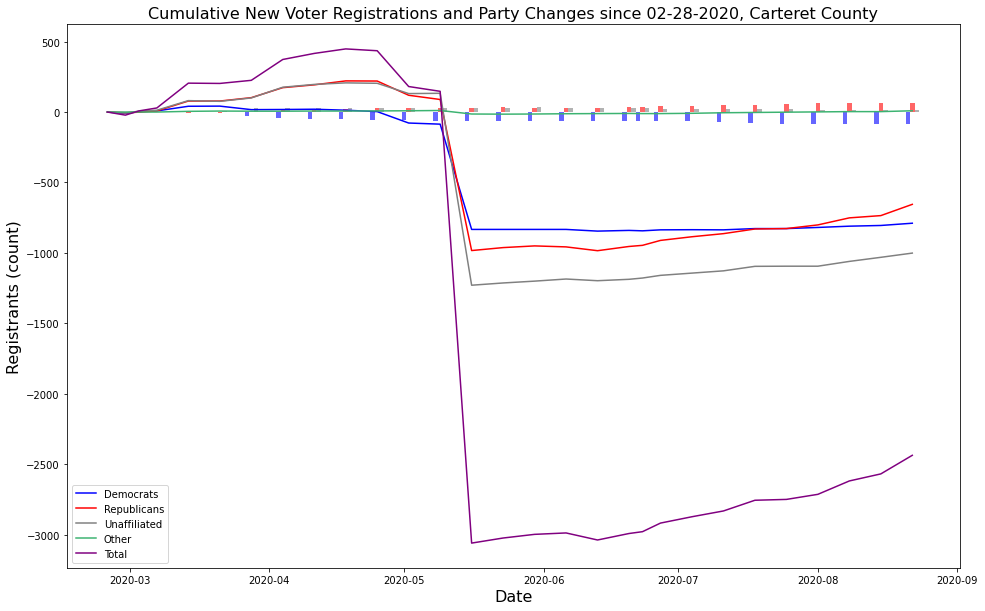 Cumulative New Voter Registrations and Party Changes since 02-28-2020, Carteret County
500
0
−500
−1000
−1500
−2000
−2500
−3000
Registrants (count)
Democrats
Republicans
Unaffiliated
Other
Total
2020-03
2020-04
2020-05
2020-06
2020-07
2020-08
2020-09
Date